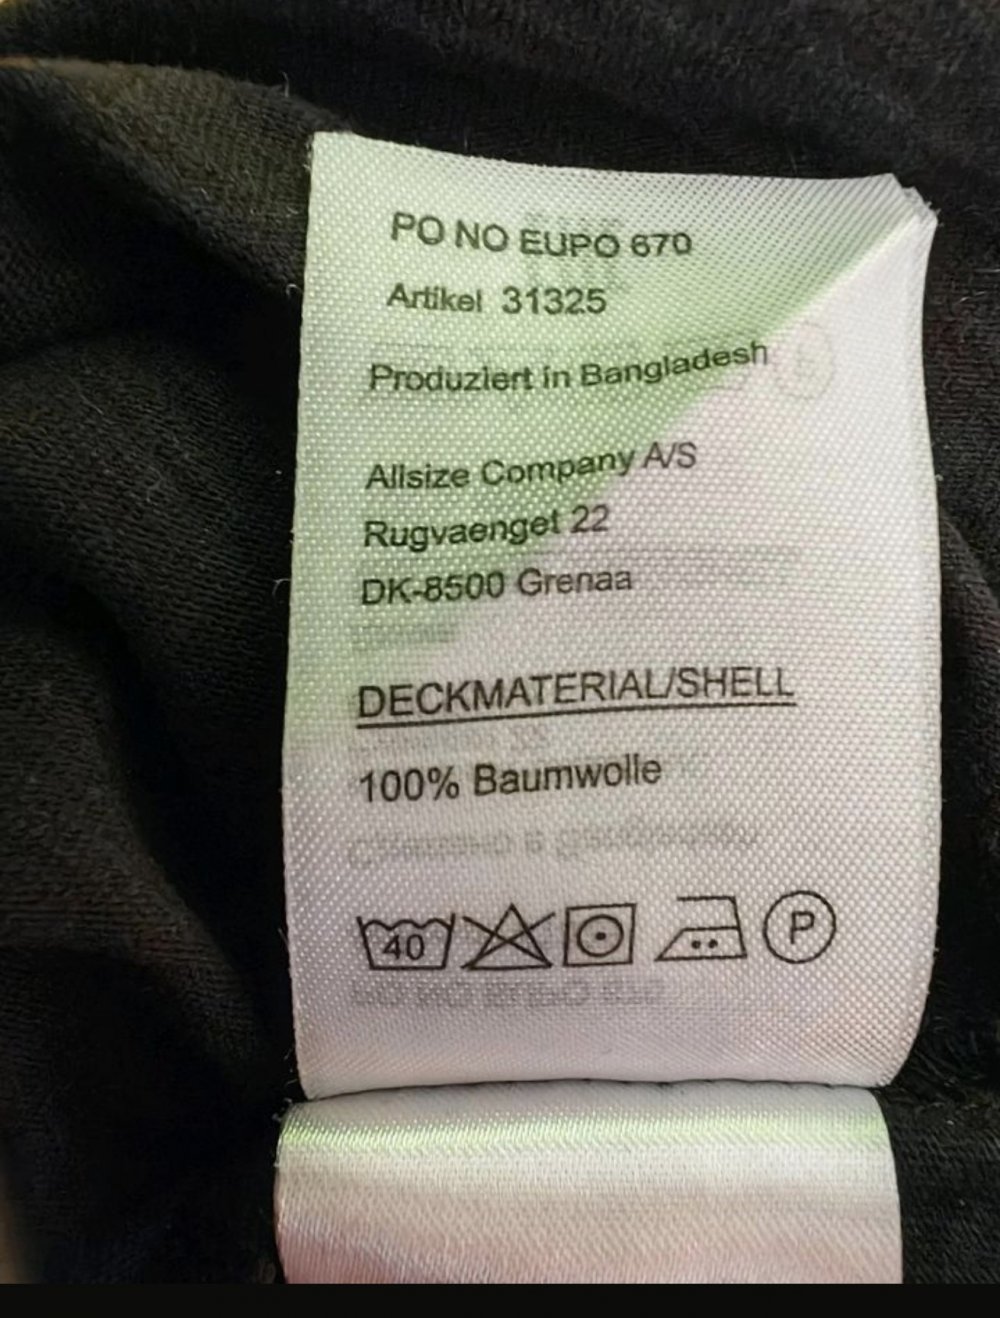 PO NO EUPO 670
Artikel 31325
Produziert in Bangladesh
Allsize Company A/S
Rugvaenget 22
DK-8500 Grenaa
DECKMATERIAL/SHELL
100% Baumwolle
40 P